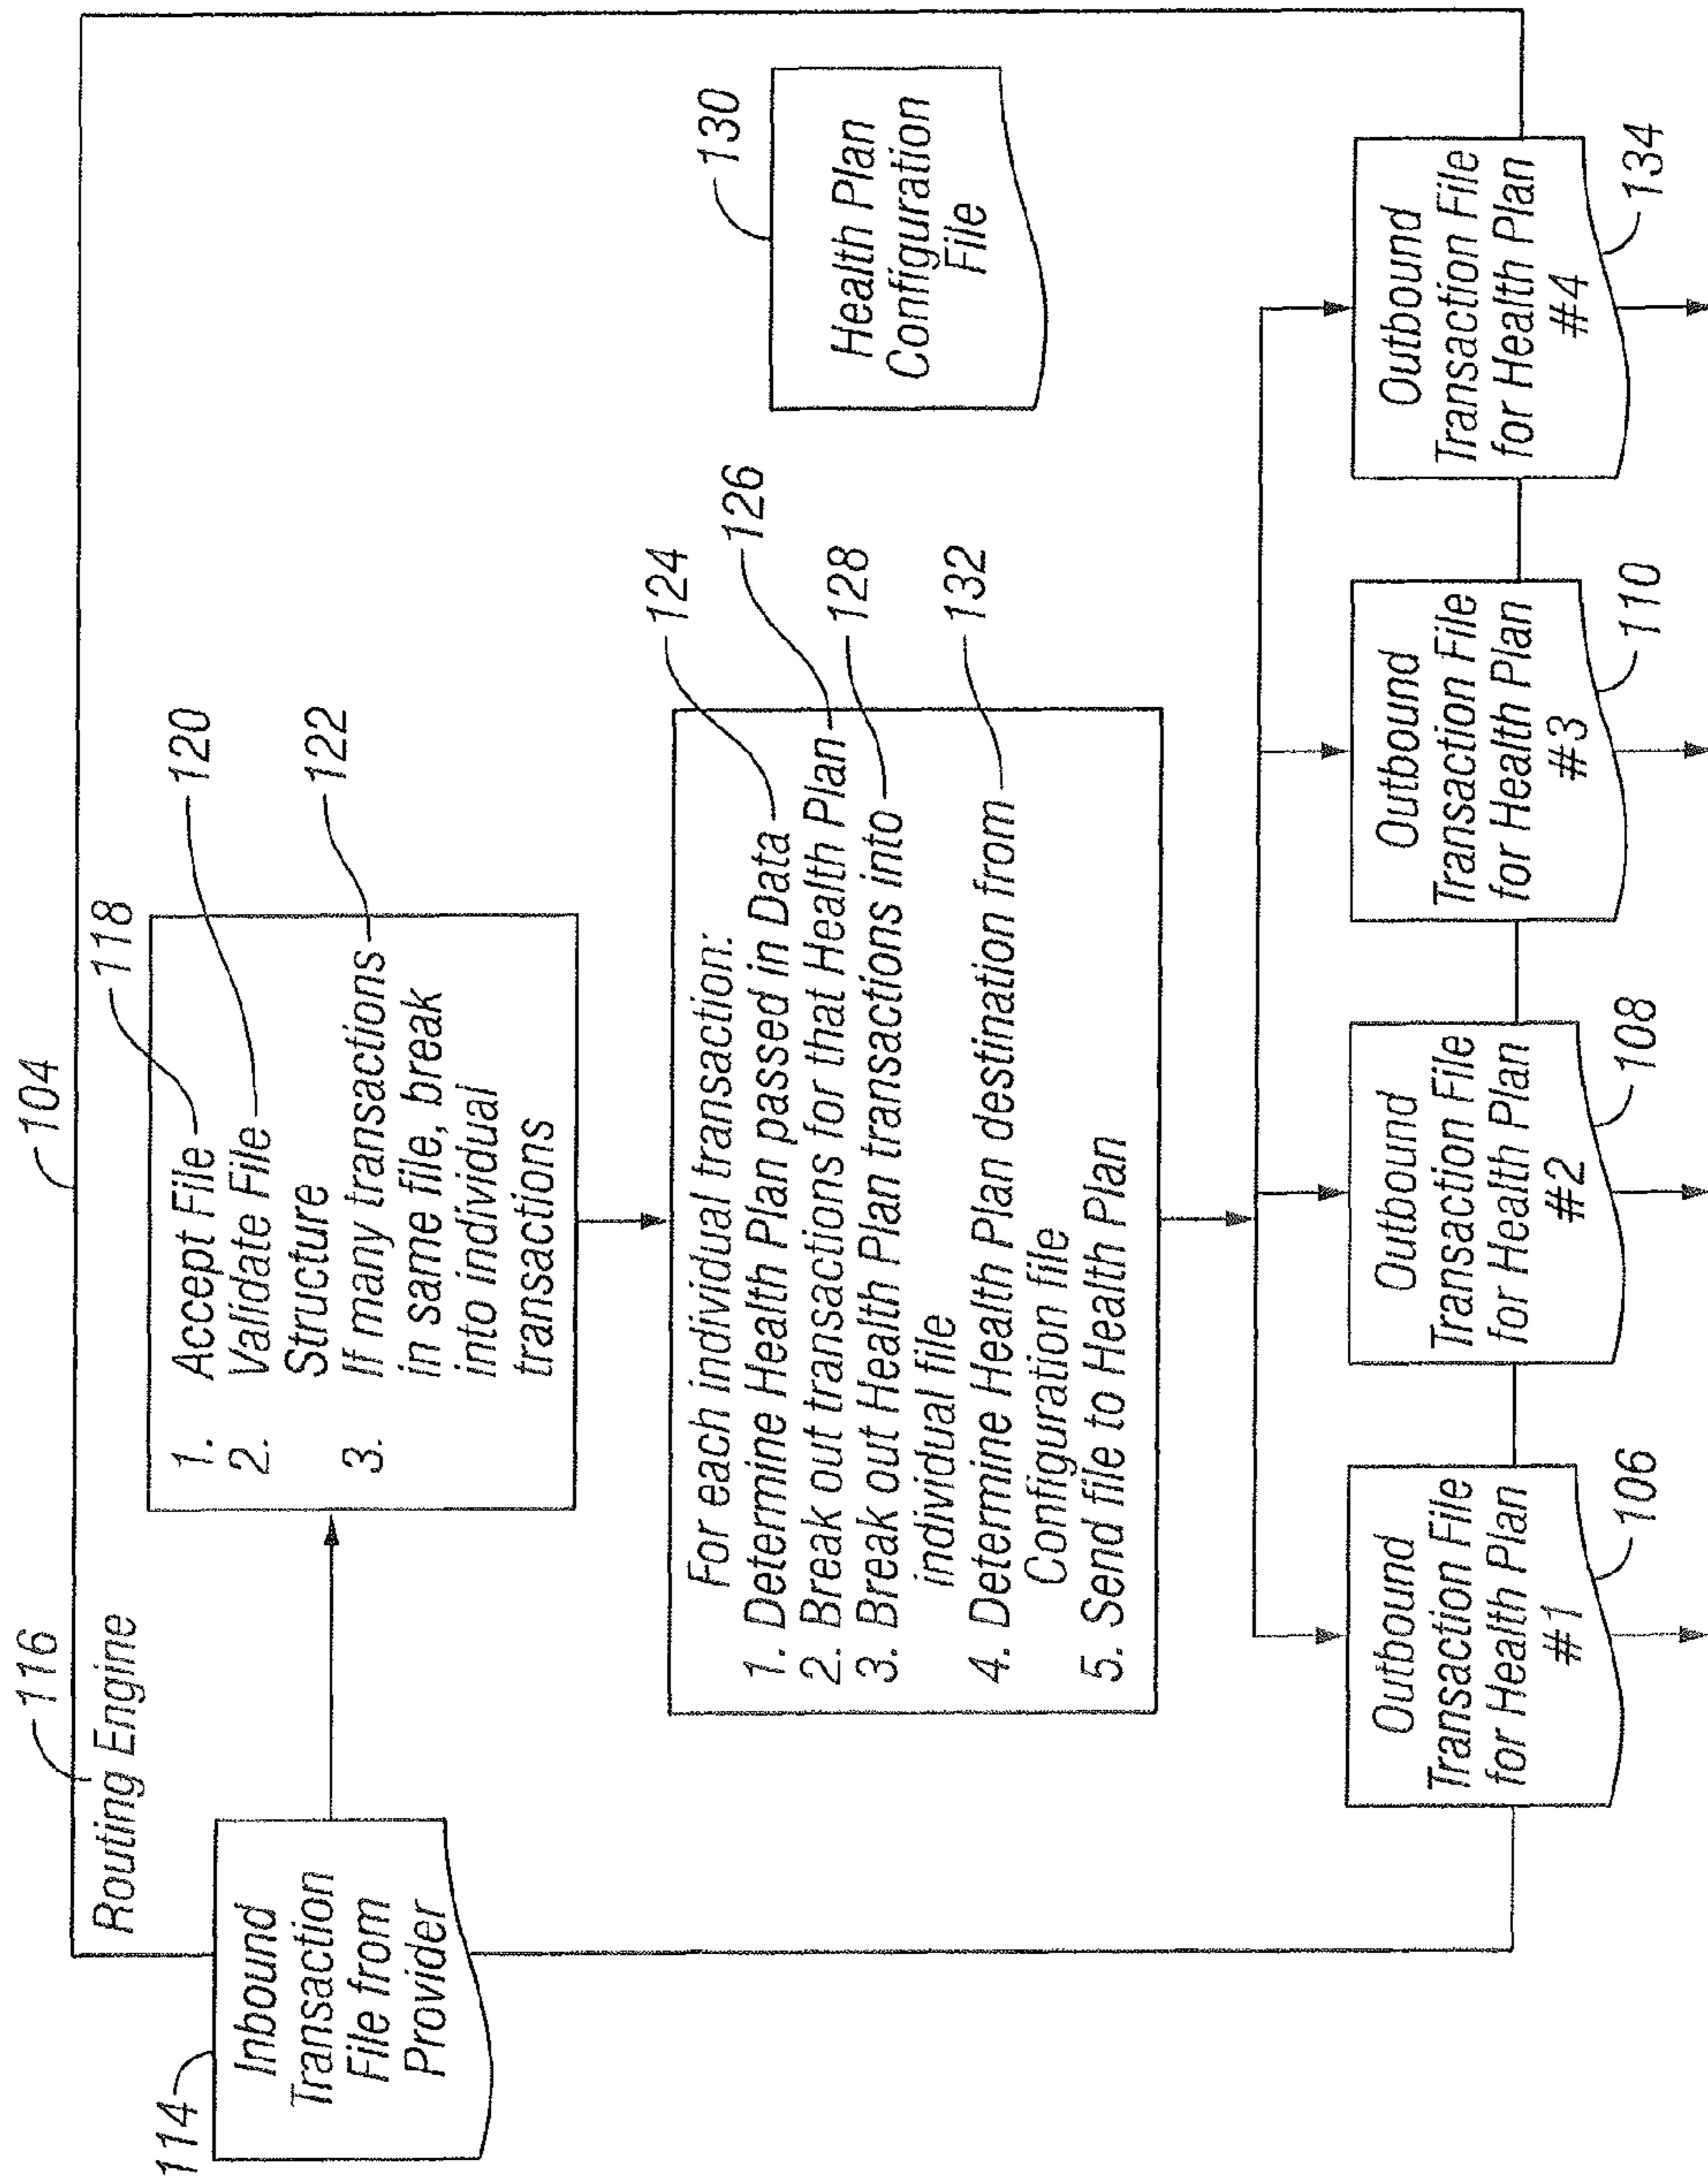 104
116
Routing Engine
114
Inbound
Transaction
File from
Provider
118
120
122
1. Accept File
2. Validate File
Structure
3. If many transactions
in same file, break
into individual
transactions
124
126
128
132
For each individual transaction:
1. Determine Health Plan passed in Data
2. Break out transactions for that Health Plan
3. Break out Health Plan transactions into
individual file
4. Determine Health Plan destination from
Configuration file
5. Send file to Health Plan
130
Health Plan
Configuration
File
Outbound
Transaction File
for Health Plan
#1
106
Outbound
Transaction File
for Health Plan
#2
108
Outbound
Transaction File
for Health Plan
#3
110
Outbound
Transaction File
for Health Plan
#4
134